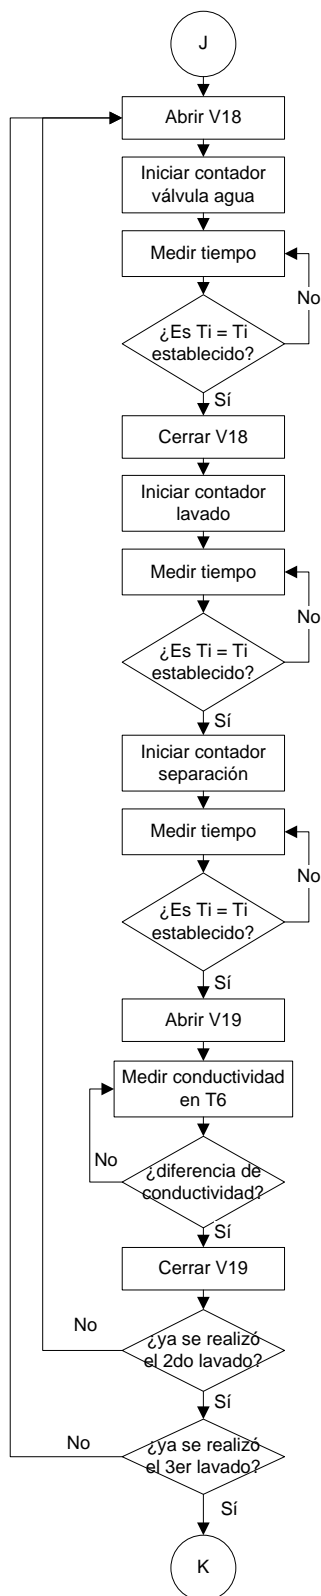 J
Abrir V18
Iniciar contador
válvula agua
Medir tiempo
No
¿Es Ti = Ti
establecido?
Sí
Cerrar V18
Iniciar contador
lavado
Medir tiempo
No
¿Es Ti = Ti
establecido?
Sí
Iniciar contador
separación
Medir tiempo
No
¿Es Ti = Ti
establecido?
Sí
Abrir V19
Medir conductividad
en T6
No
¿diferencia de
conductividad?
Sí
Cerrar V19
No
¿ya se realizó
el 2do lavado?
Sí
No
¿ya se realizó
el 3er lavado?
Sí
K